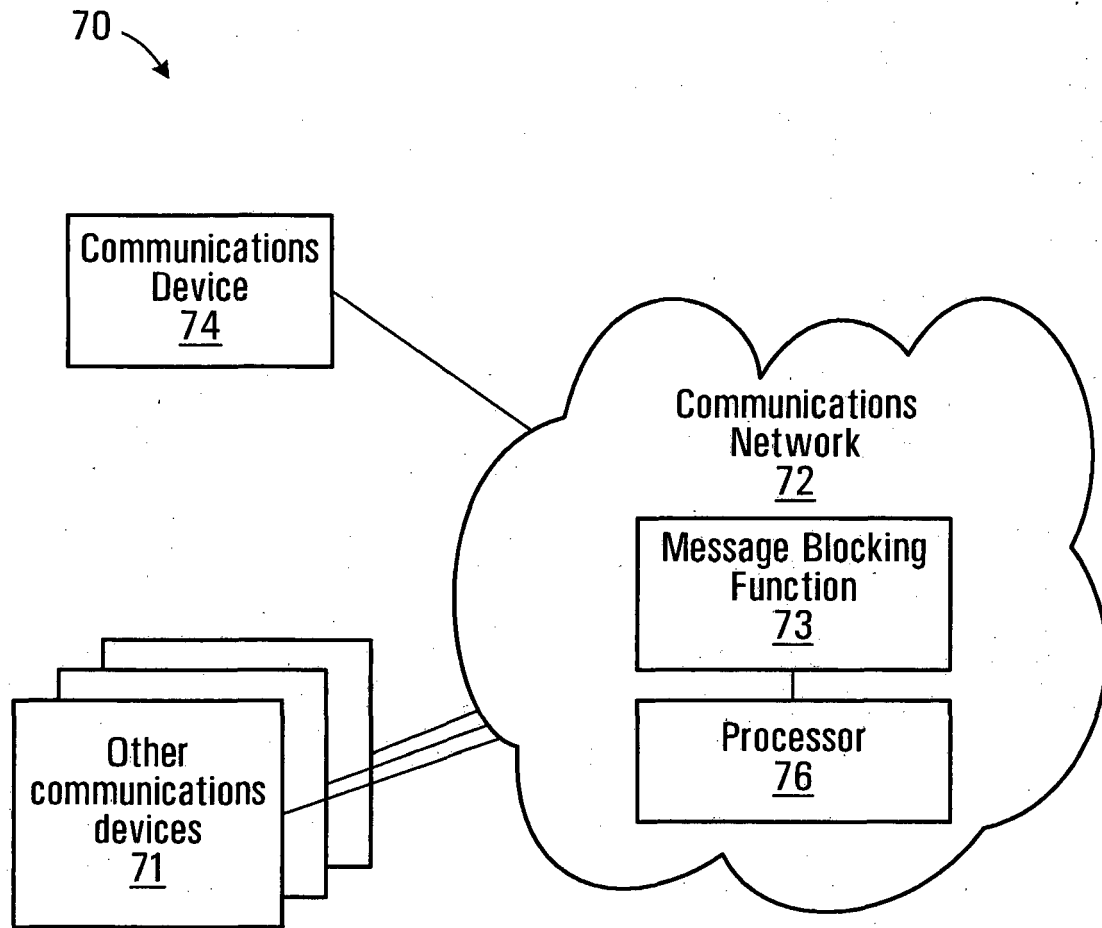 70
Communications
Device
74
Communications
Network
72
Message Blocking
Function
73
Processor
76
Other
communications
devices
71